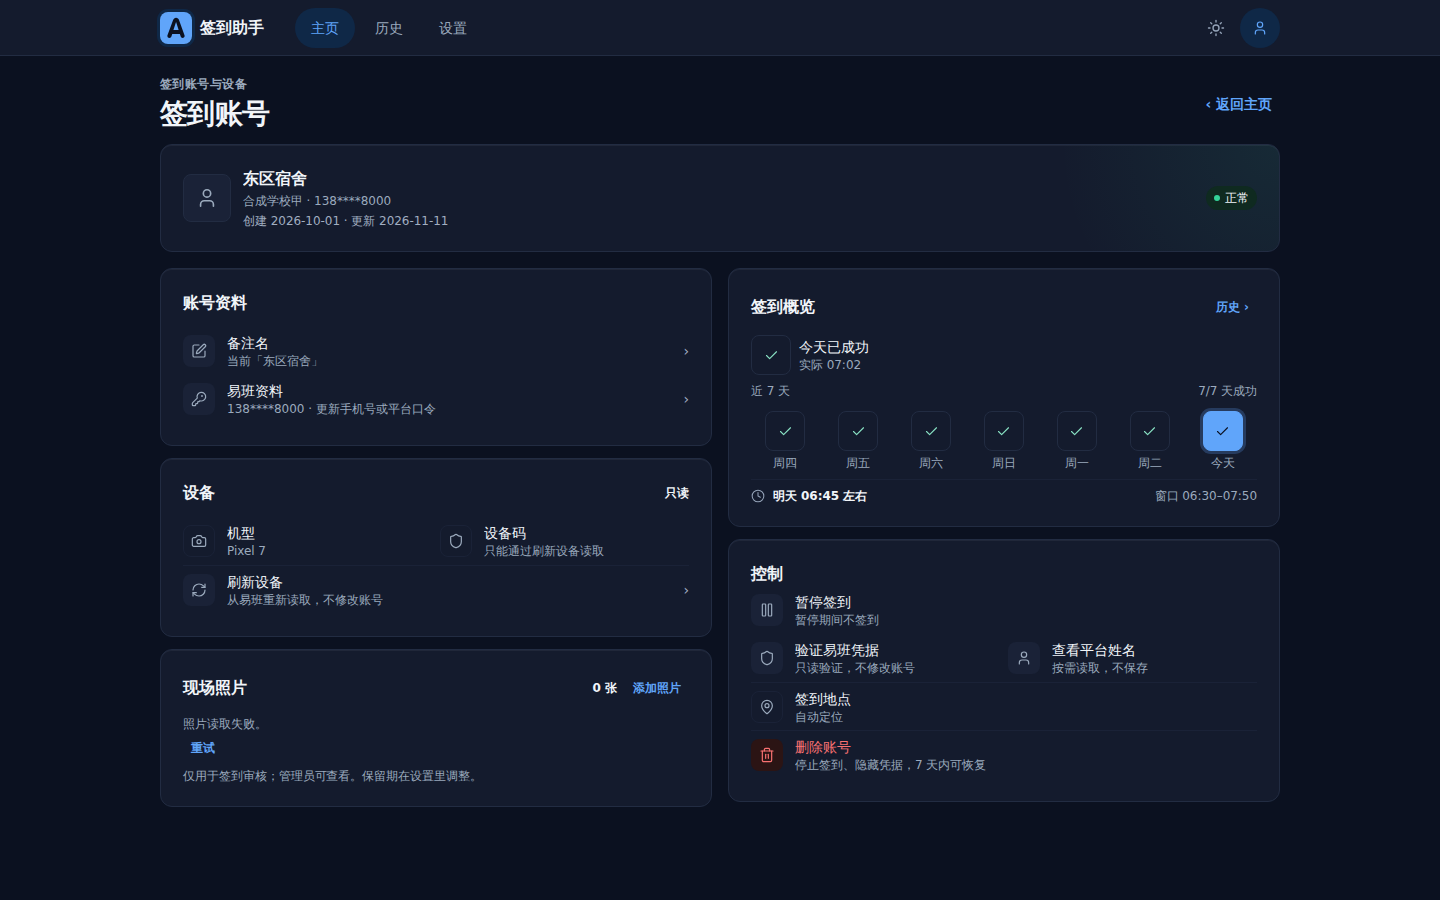 签到助手
主页
历史
设置
签到账号与设备
签到账号
‹ 返回主页
东区宿舍
合成学校甲 · 138****8000
创建 2026-10-01 · 更新 2026-11-11
正常
账号资料
备注名
当前「东区宿舍」
›
易班资料
138****8000 · 更新手机号或平台口令
›
设备
只读
机型
Pixel 7
设备码
只能通过刷新设备读取
刷新设备
从易班重新读取，不修改账号
›
现场照片
0 张
添加照片
照片读取失败。
重试
仅用于签到审核；管理员可查看。保留期在设置里调整。
签到概览
历史 ›
今天已成功
实际 07:02
近 7 天
7/7 天成功
周四
周五
周六
周日
周一
周二
今天
明天 06:45 左右
窗口 06:30–07:50
控制
暂停签到
暂停期间不签到
验证易班凭据
只读验证，不修改账号
查看平台姓名
按需读取，不保存
签到地点
自动定位
删除账号
停止签到、隐藏凭据，7 天内可恢复